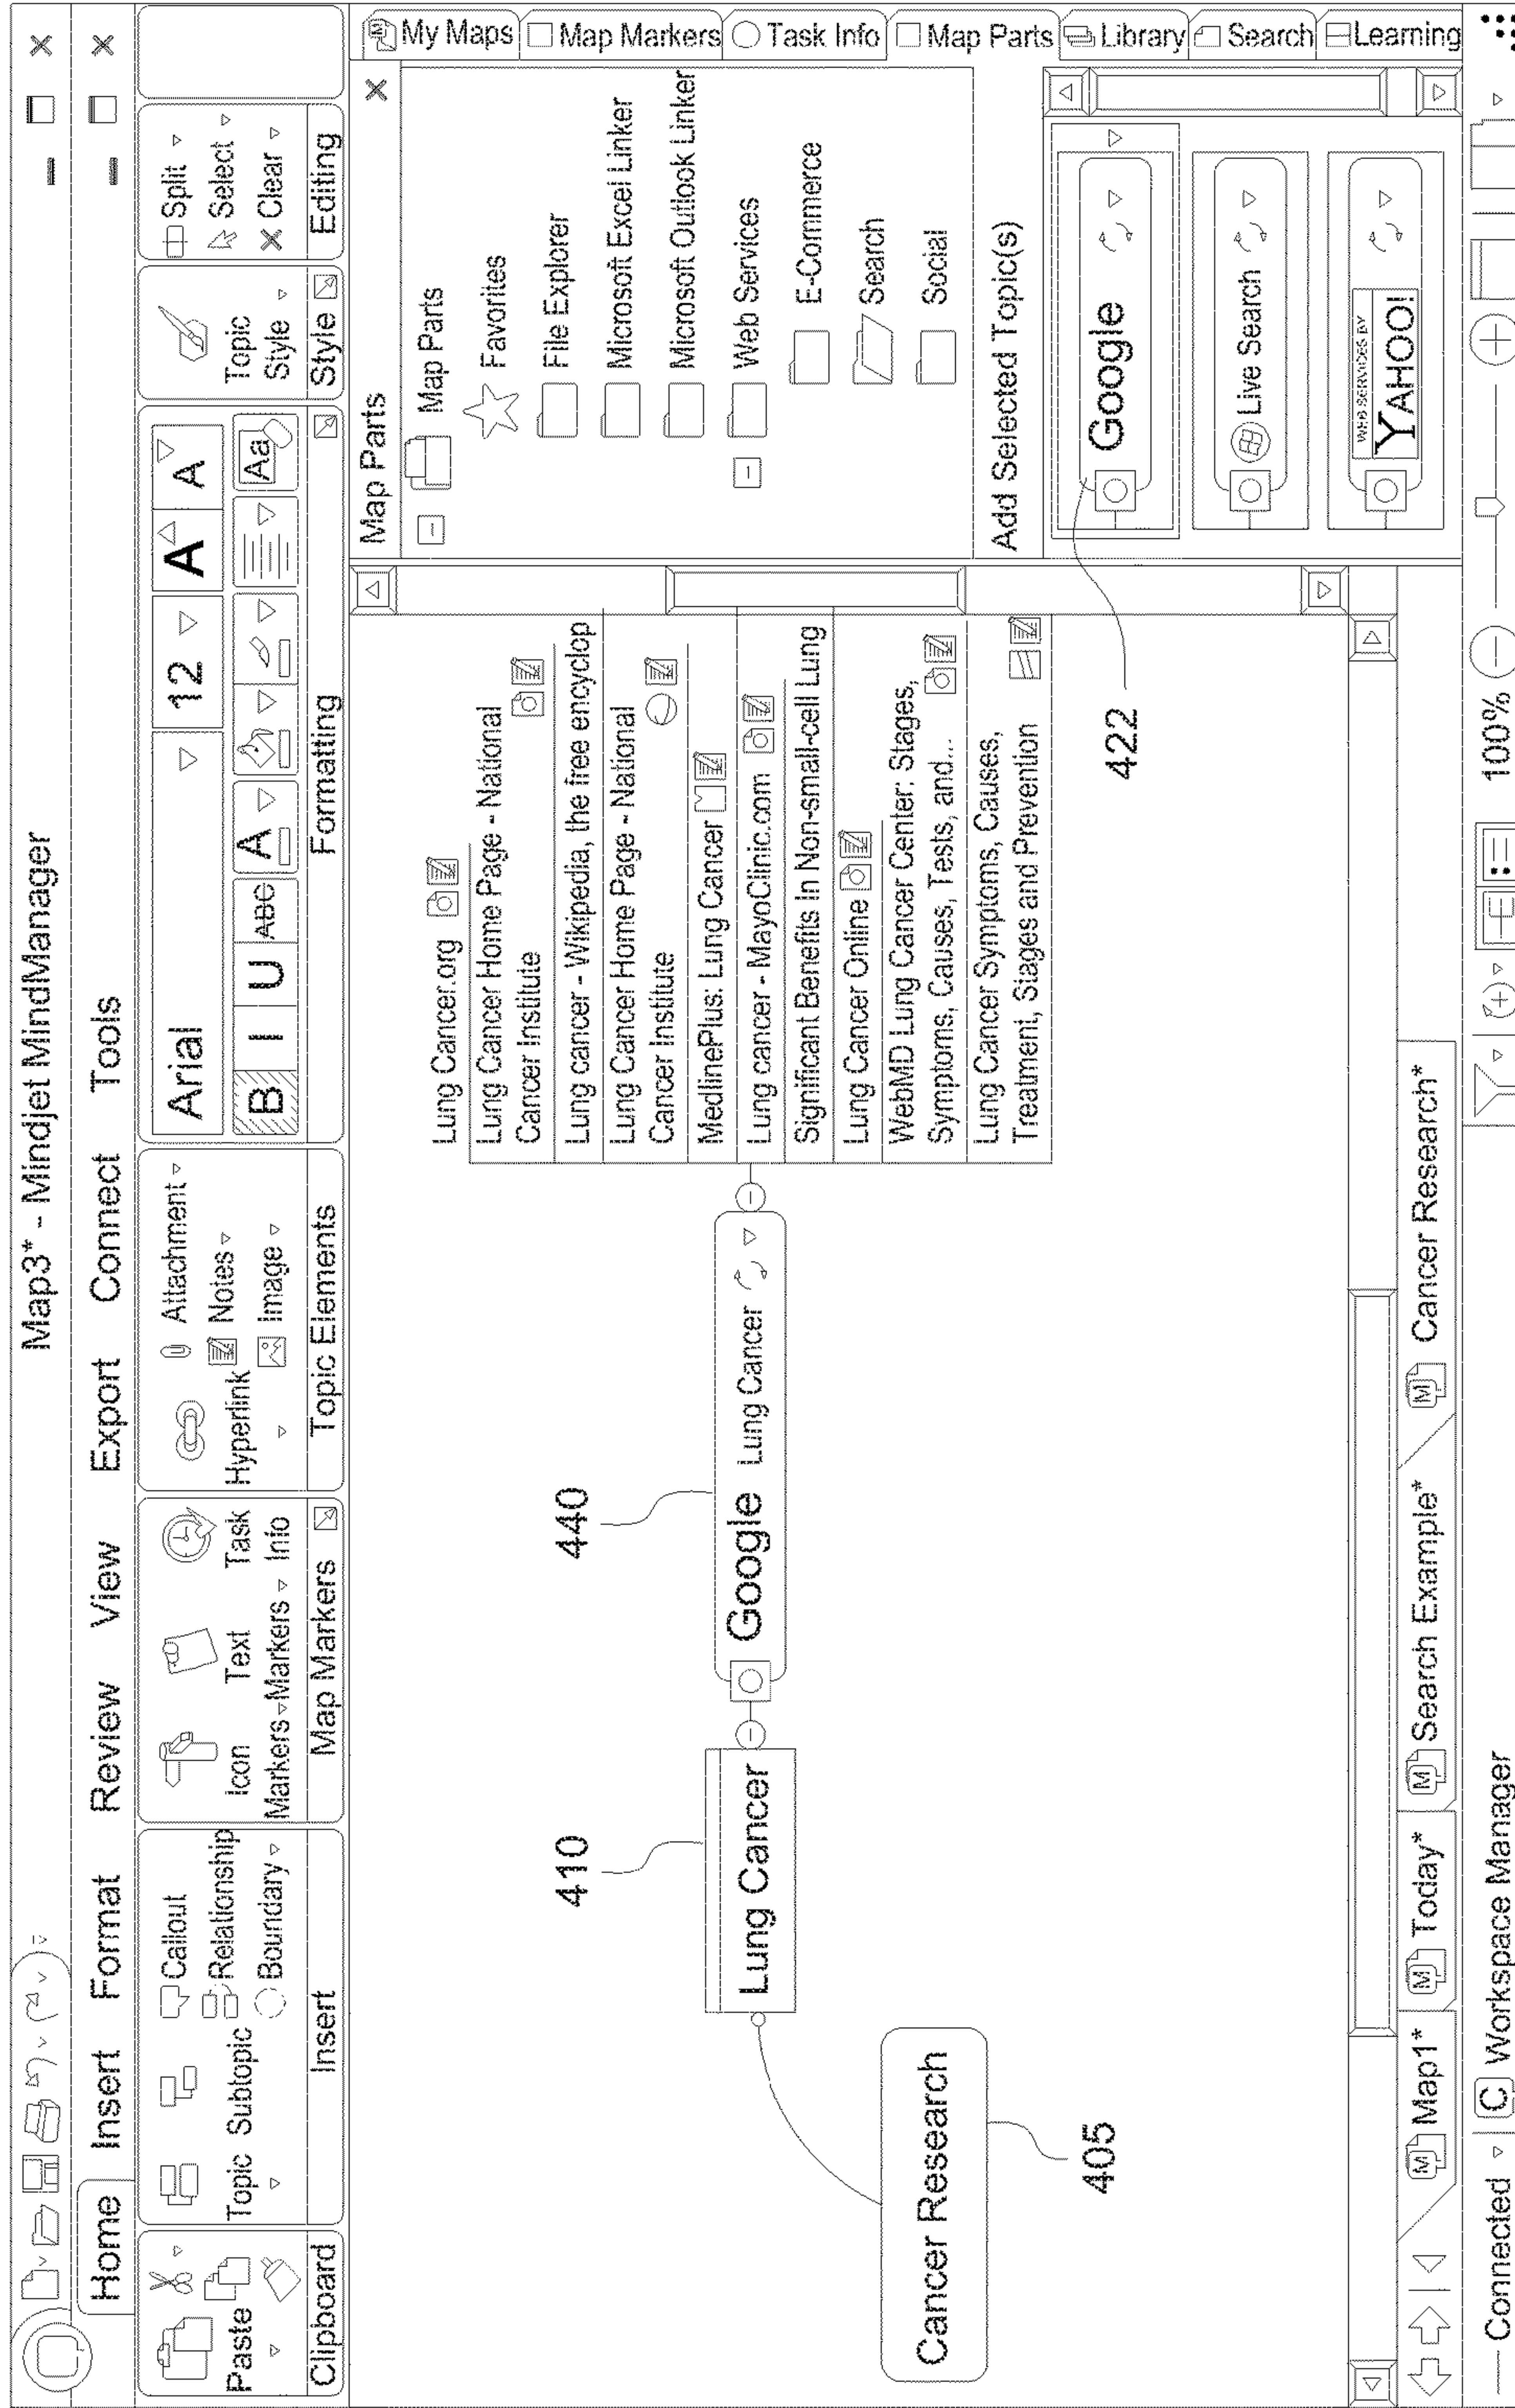 Map3* - Mindjet MindManager
Home Insert Format Review View Export Connect Tools
Paste
Clipboard
Topic Subtopic
Callout
Relationship
Boundary
Insert
Icon Markers
Text Markers
Task Info
Map Markers
Hyperlink
Attachment
Notes
Image
Topic Elements
Arial 12 A A
B I U ABC A Aa
Formatting
Topic Style
Style
Split
Select
Clear
Editing
Cancer Research
405
Lung Cancer
410
Google Lung Cancer
440
Lung Cancer.org
Lung Cancer Home Page - National
Cancer Institute
Lung cancer - Wikipedia, the free encyclop
Lung Cancer Home Page - National
Cancer Institute
MedlinePlus: Lung Cancer
Lung cancer - MayoClinic.com
Significant Benefits In Non-small-cell Lung
Lung Cancer Online
WebMD Lung Cancer Center: Stages,
Symptoms, Causes, Tests, and...
Lung Cancer Symptoms, Causes,
Treatment, Stages and Prevention
422
Map Parts
Map Parts
Favorites
File Explorer
Microsoft Excel Linker
Microsoft Outlook Linker
Web Services
E-Commerce
Search
Social
Add Selected Topic(s)
Google
Live Search
WEB SERVICES BY
YAHOO!
My Maps
Map Markers
Task Info
Map Parts
Library
Search
Learning
M Map1* M Today* M Search Example* M Cancer Research*
Connected C Workspace Manager 100%